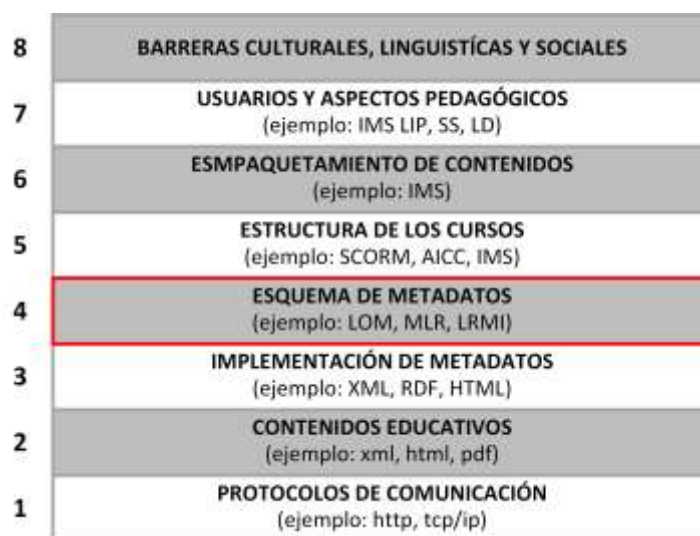 8 BARRERAS CULTURALES, LINGUISTÍCAS Y SOCIALES
7 USUARIOS Y ASPECTOS PEDAGÓGICOS
(ejemplo: IMS LIP, SS, LD)
6 ESMPAQUETAMIENTO DE CONTENIDOS
(ejemplo: IMS)
5 ESTRUCTURA DE LOS CURSOS
(ejemplo: SCORM, AICC, IMS)
4 ESQUEMA DE METADATOS
(ejemplo: LOM, MLR, LRMI)
3 IMPLEMENTACIÓN DE METADATOS
(ejemplo: XML, RDF, HTML)
2 CONTENIDOS EDUCATIVOS
(ejemplo: xml, html, pdf)
1 PROTOCOLOS DE COMUNICACIÓN
(ejemplo: http, tcp/ip)